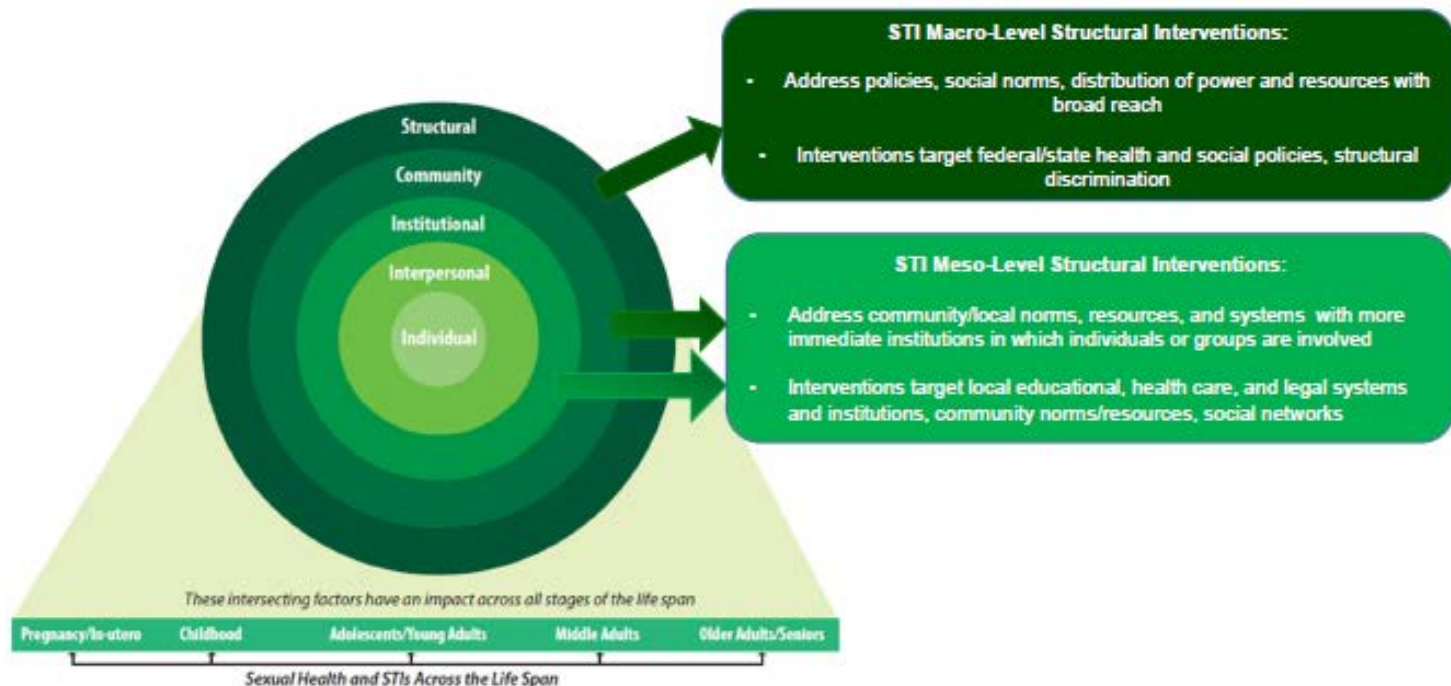 Structural
Community
Institutional
Interpersonal
Individual
STI Macro-Level Structural Interventions:
- Address policies, social norms, distribution of power and resources with
broad reach
- Interventions target federal/state health and social policies, structural
discrimination
STI Meso-Level Structural Interventions:
- Address community/local norms, resources, and systems with more
immediate institutions in which individuals or groups are involved
- Interventions target local educational, health care, and legal systems
and institutions, community norms/resources, social networks
These intersecting factors have an impact across all stages of the life span
Pregnancy/In-utero Childhood Adolescents/Young Adults Middle Adults Older Adults/Seniors
Sexual Health and STIs Across the Life Span